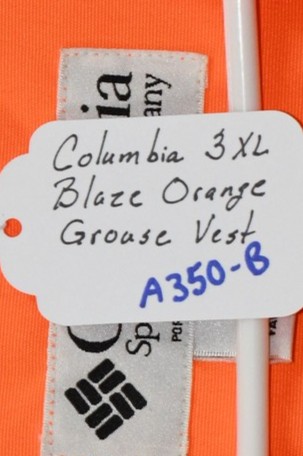 Columbia 3XL
Blaze Orange
Grouse Vest
A350-B